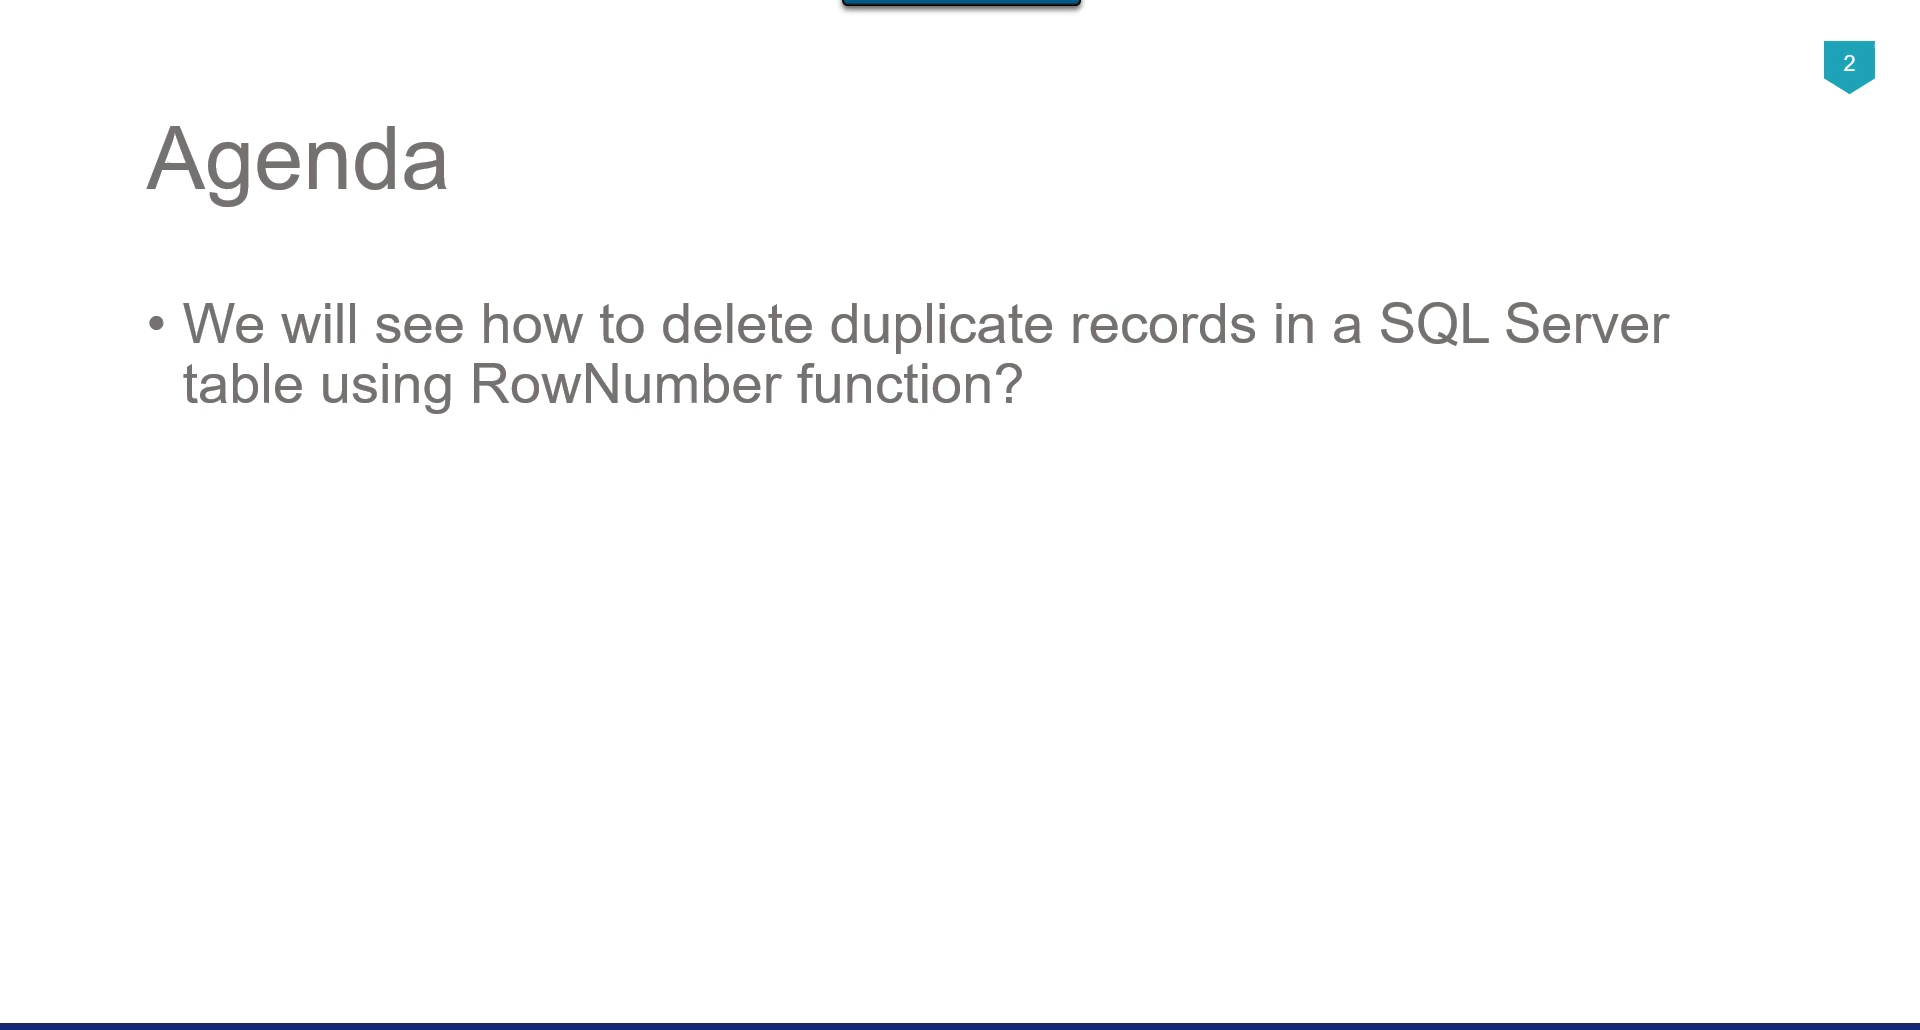 2
Agenda
• We will see how to delete duplicate records in a SQL Server
table using RowNumber function?